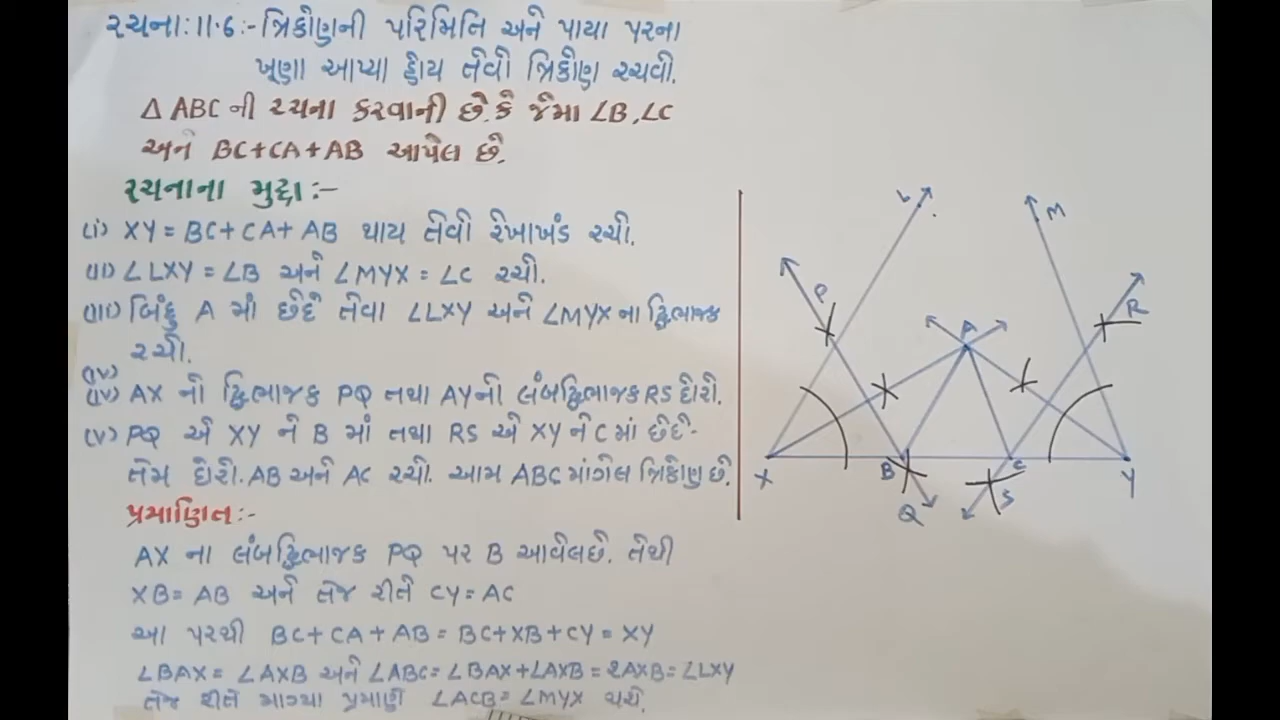 રચના:11.6:- ત્રિકોણની પરિમિતિ અને પાયા પરના
ખૂણા આપ્યા હોય તેવો ત્રિકોણ રચવો.
△ ABC ની રચના કરવાની છે. કે જેમા ∠B, ∠C
અને BC+CA+AB આપેલ છે.
રચનાના મુદ્દા :-
(i) XY = BC+CA+AB થાય તેવો રેખાખંડ રચો.
(ii) ∠LXY = ∠B અને ∠MYX = ∠C રચો.
(iii) બિંદુ A માં છેદે તેવા ∠LXY અને ∠MYX ના દ્વિભાજક
રચો.
(iv)
(iv) AX નો દ્વિભાજક PQ તથા AYનો લંબદ્વિભાજક RS દોરો.
(v) PQ એ XY ને B માં તથા RS એ XY ને C માં છેદે-
તેમ દોરો. AB અને AC રચો. આમ ABC માંગેલ ત્રિકોણ છે.
પ્રમાણિત:-
AX ના લંબદ્વિભાજક PQ પર B આવેલછે. તેથી
XB = AB અને તેજ રીતે CY = AC
આ પરથી BC+CA+AB = BC+XB+CY = XY
∠BAX = ∠AXB અને ∠ABC = ∠BAX+∠AXB = 2AXB = ∠LXY
તેજ રીતે માગ્યા પ્રમાણે ∠ACB = ∠MYX થશે.
L
M
P
R
A
X
B
C
Y
Q
S